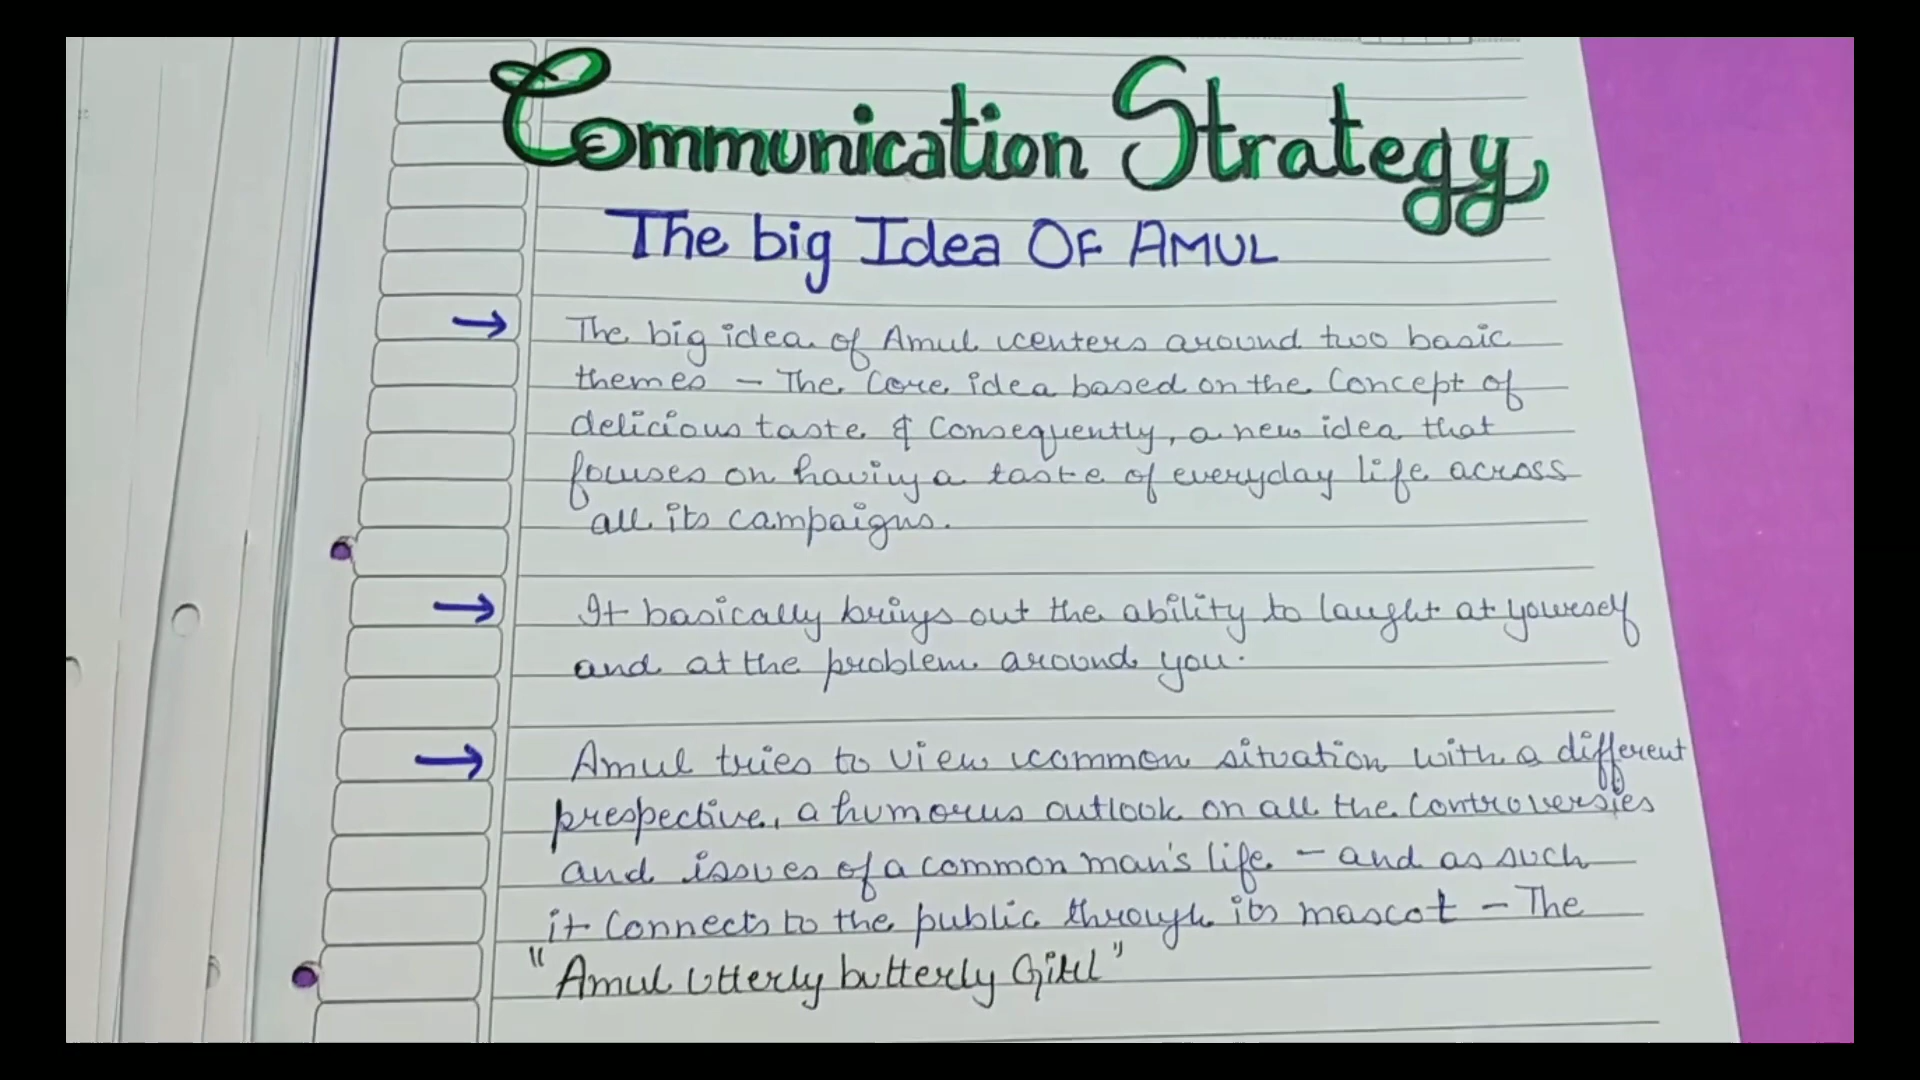 Communication Strategy
The big Idea OF AMUL
→ The big idea of Amul centers around two basic
themes - The Core idea based on the Concept of
delicious taste & Consequently, a new idea that
focuses on having a taste of everyday life across
all its campaigns.
→ It basically brings out the ability to laught at yourself
and at the problem around you.
→ Amul tries to view common situation with a different
prespective, a humorus outlook on all the Controversies
and issues of a common man's life - and as such
it Connects to the public through its mascot - The
"Amul Utterly butterly Girl"